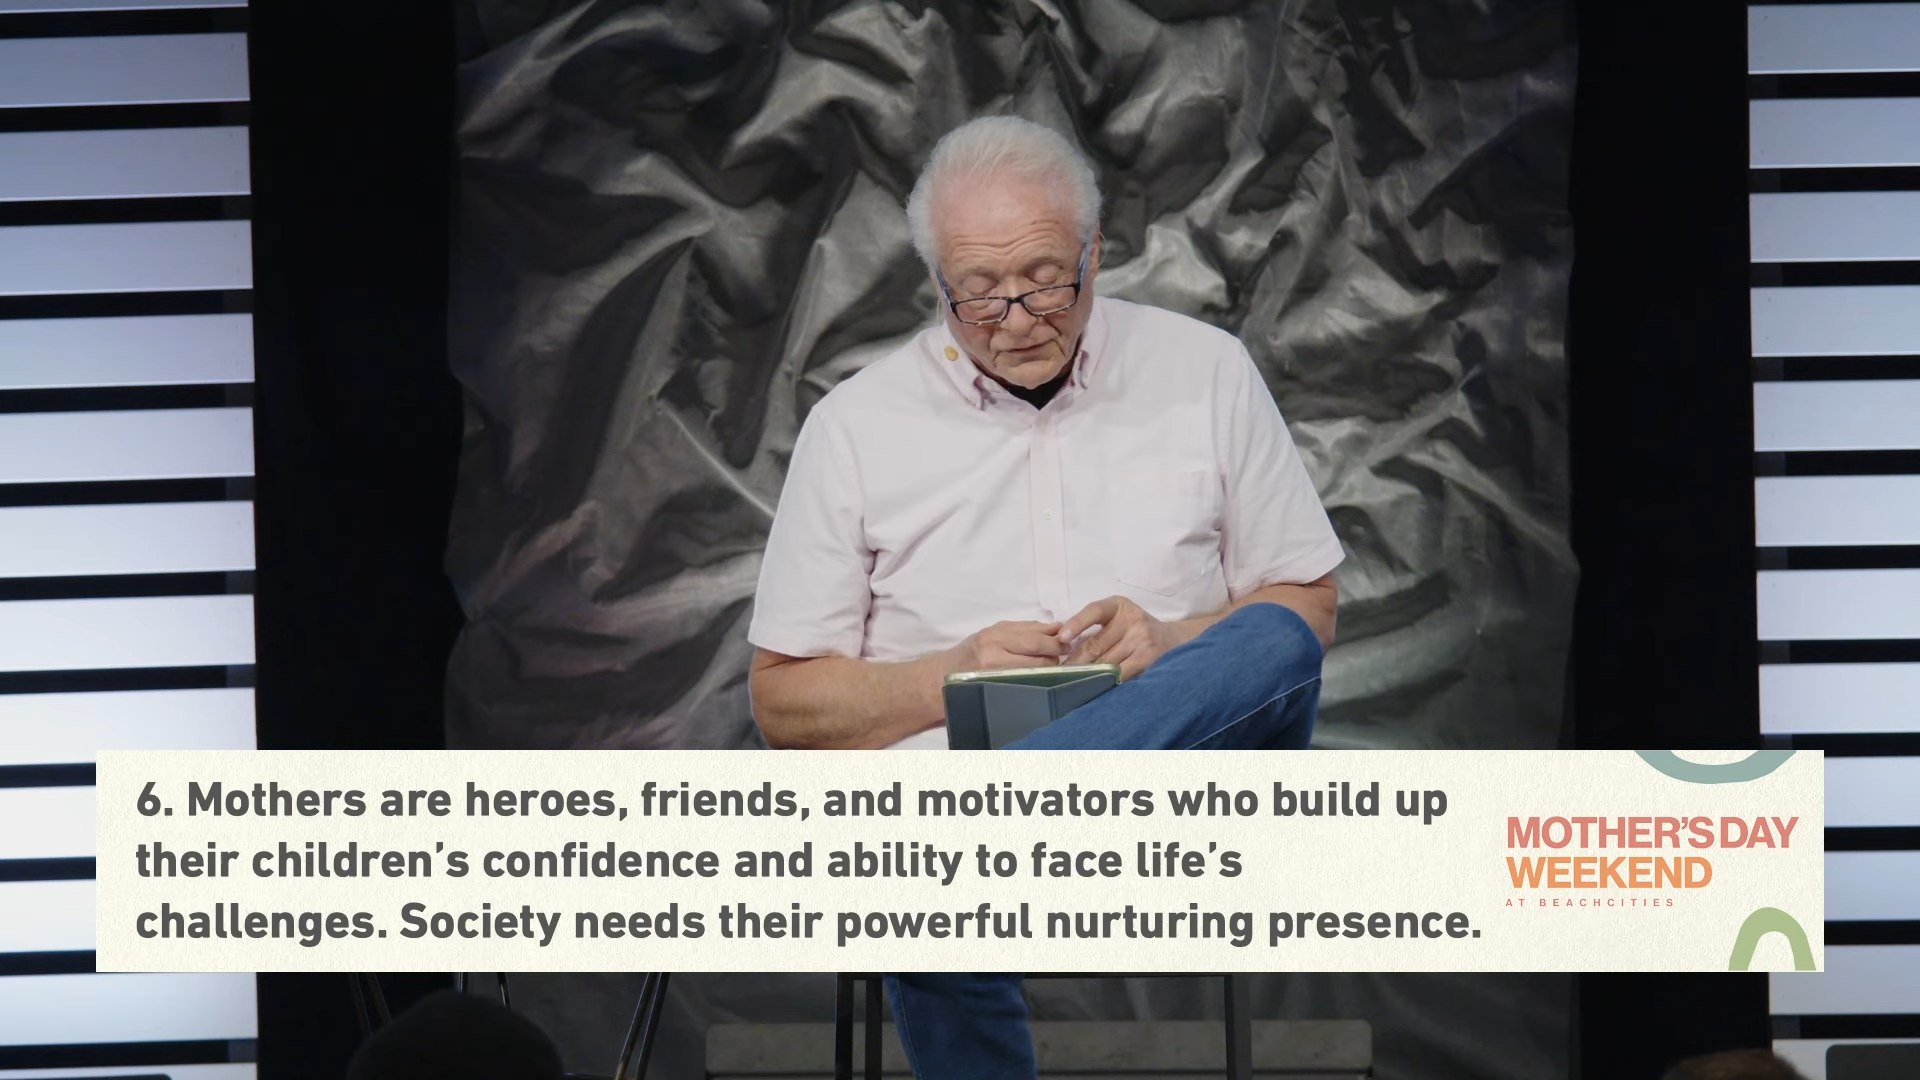 6. Mothers are heroes, friends, and motivators who build up
their children’s confidence and ability to face life’s
challenges. Society needs their powerful nurturing presence.
MOTHER’S DAY
WEEKEND
AT BEACHCITIES